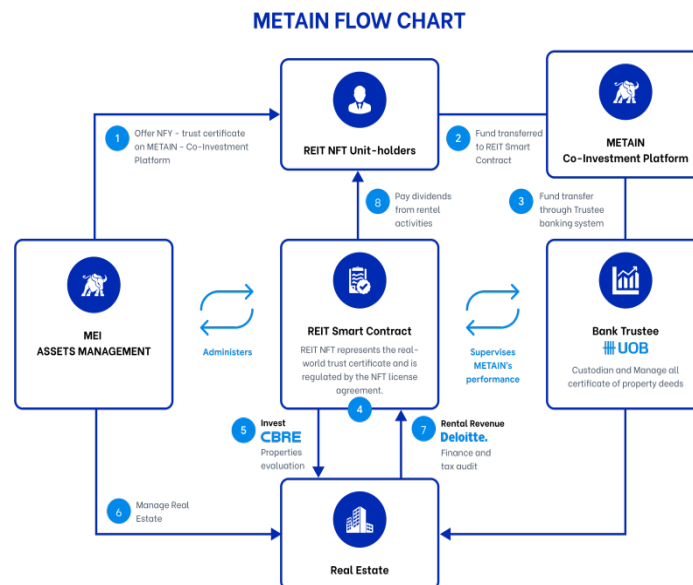 METAIN FLOW CHART
REIT NFT Unit-holders
METAIN
Co-Investment Platform
1
Offer NFY - trust certificate
on METAIN - Co-Investment
Platform
2
Fund transferred
to REIT Smart
Contract
8
Pay dividends
from rentel
activities
3
Fund transfer
through Trustee
banking system
MEI
ASSETS MANAGEMENT
Administers
REIT Smart Contract
REIT NFT represents the real-
world trust certificate and is
regulated by the NFT license
agreement.
4
Supervises
METAIN's
performance
Bank Trustee
UOB
Custodian and Manage all
certificate of property deeds
5
Invest
CBRE
Properties
evaluation
7
Rental Revenue
Deloitte.
Finance and
tax audit
6
Manage Real
Estate
Real Estate